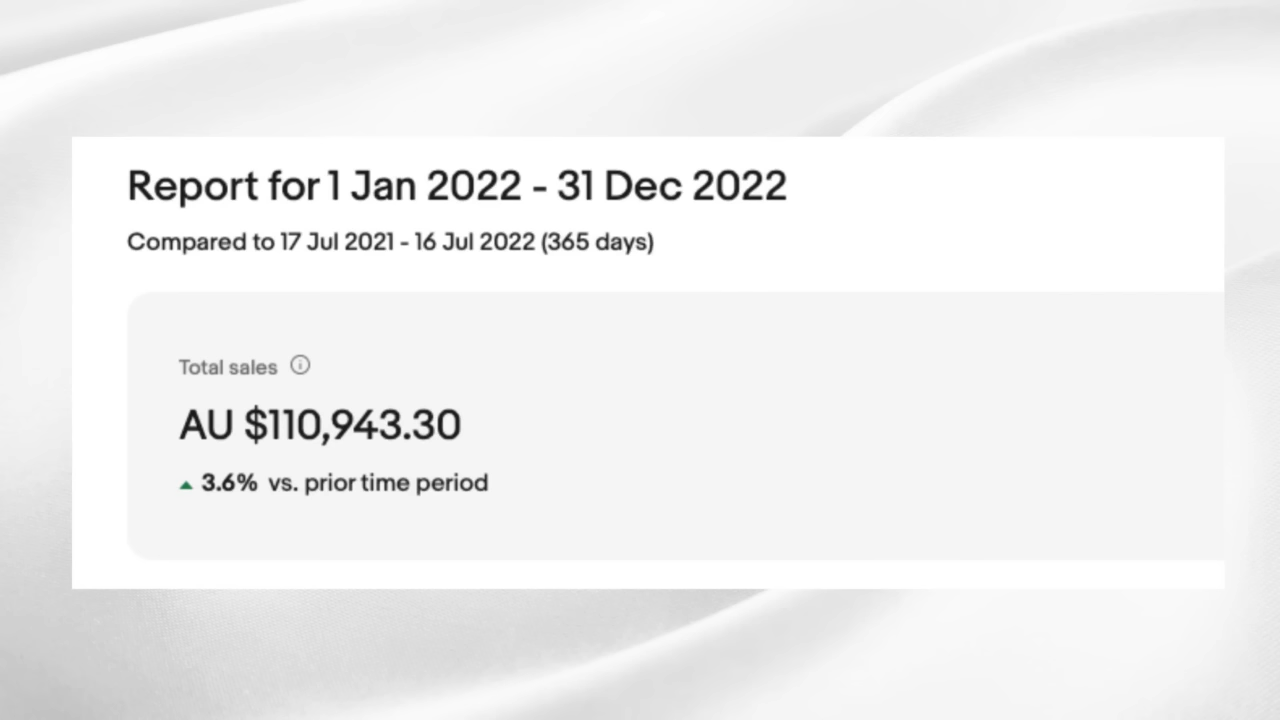 Report for 1 Jan 2022 - 31 Dec 2022
Compared to 17 Jul 2021 - 16 Jul 2022 (365 days)
Total sales
AU $110,943.30
3.6% vs. prior time period